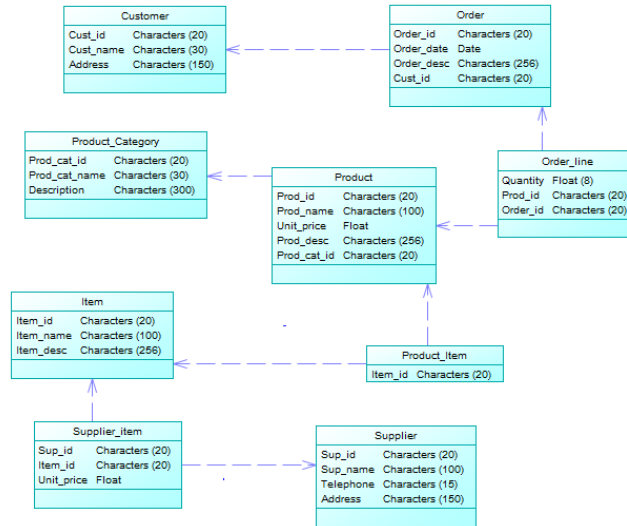 Customer
Cust_id Characters (20)
Cust_name Characters (30)
Address Characters (150)
Order
Order_id Characters (20)
Order_date Date
Order_desc Characters (256)
Cust_id Characters (20)
Product_Category
Prod_cat_id Characters (20)
Prod_cat_name Characters (30)
Description Characters (300)
Product
Prod_id Characters (20)
Prod_name Characters (100)
Unit_price Float
Prod_desc Characters (256)
Prod_cat_id Characters (20)
Order_line
Quantity Float (8)
Prod_id Characters (20)
Order_id Characters (20)
Item
Item_id Characters (20)
Item_name Characters (100)
Item_desc Characters (256)
Product_Item
Item_id Characters (20)
Supplier_item
Sup_id Characters (20)
Item_id Characters (20)
Unit_price Float
Supplier
Sup_id Characters (20)
Sup_name Characters (100)
Telephone Characters (15)
Address Characters (150)